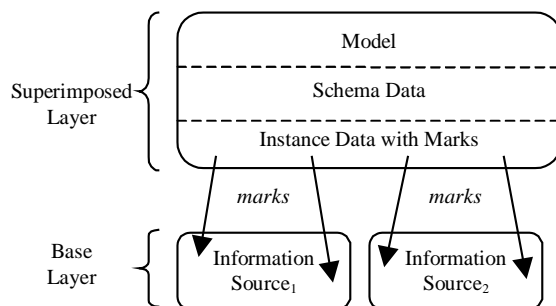 Model
Superimposed
Layer
Schema Data
Instance Data with Marks
marks
marks
Base
Layer
Information
Source₁
Information
Source₂